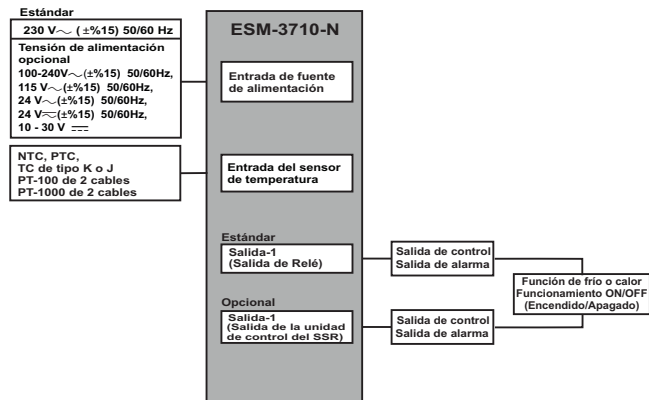 Estándar
230 V～ (±%15) 50/60 Hz
Tensión de alimentación
opcional
100-240V～(±%15) 50/60Hz,
115 V～(±%15) 50/60Hz,
24 V～(±%15) 50/60Hz,
24 V⏦(±%15) 50/60Hz,
10 - 30 V ⎓
NTC, PTC,
TC de tipo K o J
PT-100 de 2 cables
PT-1000 de 2 cables
ESM-3710-N
Entrada de fuente
de alimentación
Entrada del sensor
de temperatura
Estándar
Salida-1
(Salida de Relé)
Opcional
Salida-1
(Salida de la unidad
de control del SSR)
Salida de control
Salida de alarma
Salida de control
Salida de alarma
Función de frío o calor
Funcionamiento ON/OFF
(Encendido/Apagado)